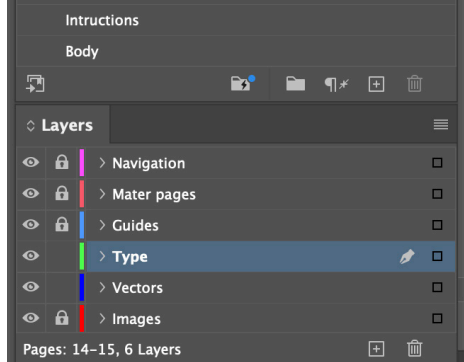 Intructions
Body
Layers
Navigation
Mater pages
Guides
Type
Vectors
Images
Pages: 14-15, 6 Layers